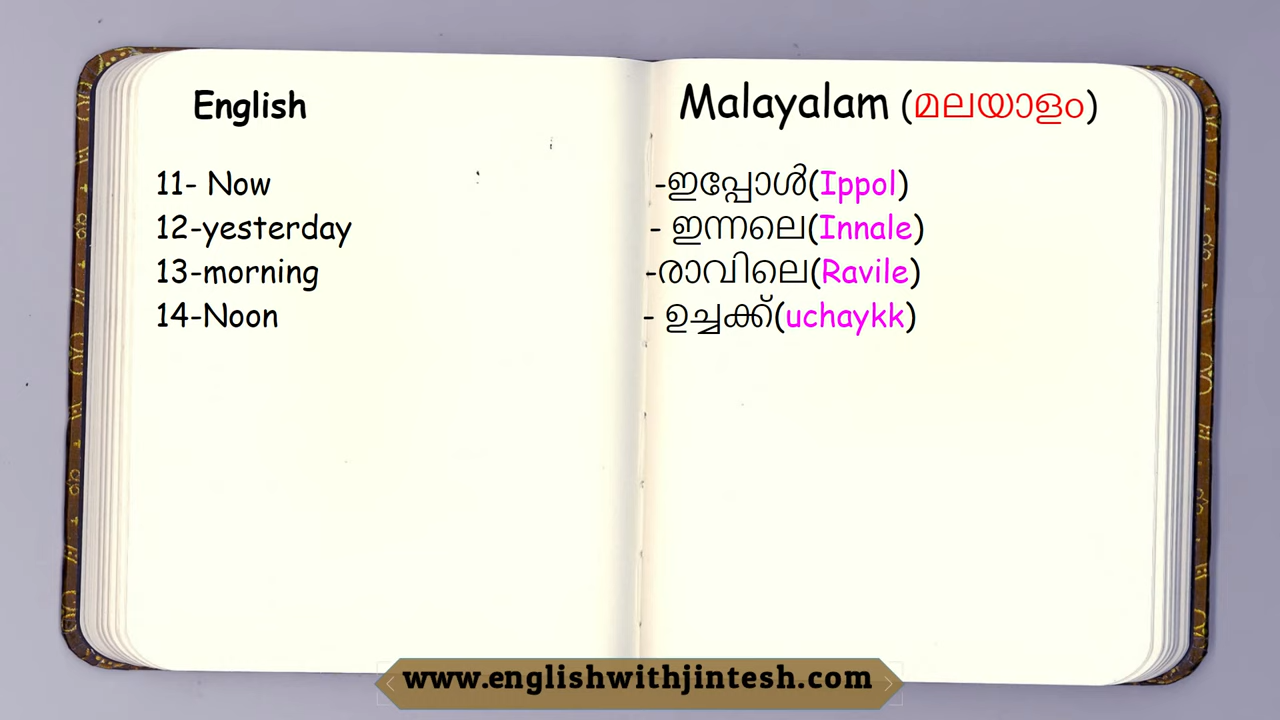 English
Malayalam (മലയാളം)
11- Now -ഇപ്പോൾ(Ippol)
12-yesterday - ഇന്നലെ(Innale)
13-morning -രാവിലെ(Ravile)
14-Noon - ഉച്ചക്ക്(uchaykk)
www.englishwithjintesh.com